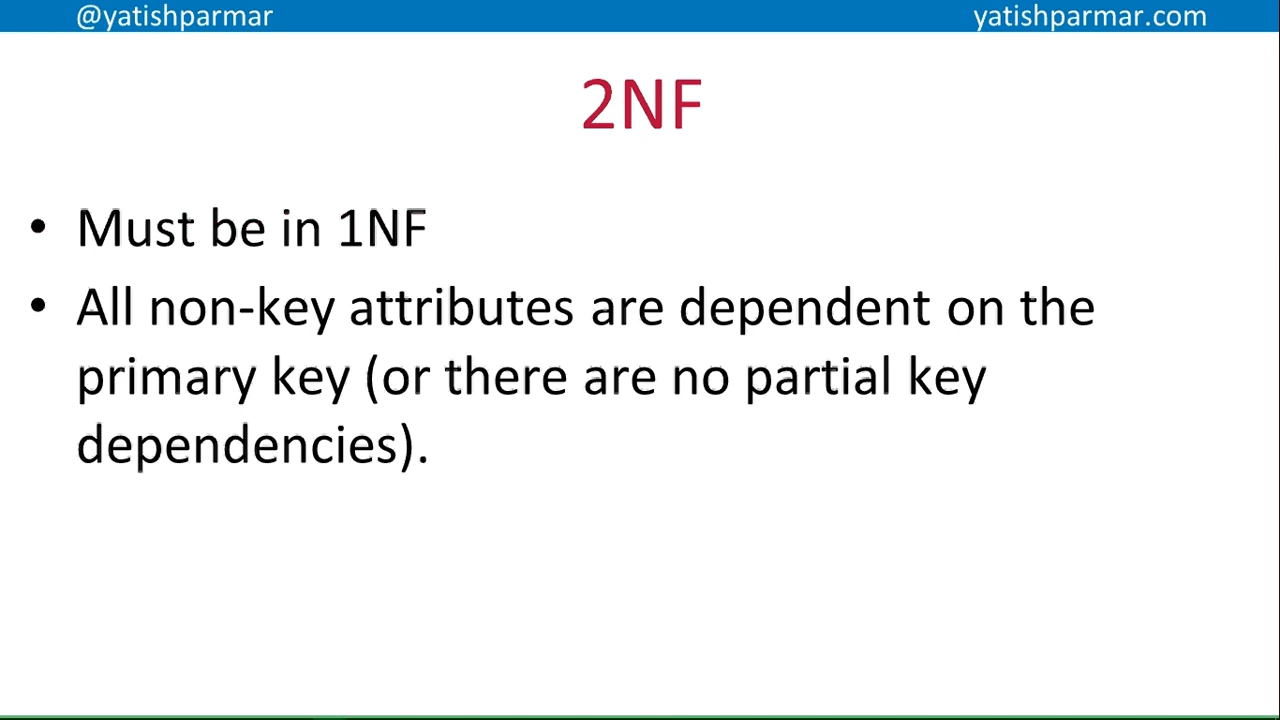 @yatishparmar
yatishparmar.com
2NF
• Must be in 1NF
• All non-key attributes are dependent on the
primary key (or there are no partial key
dependencies).